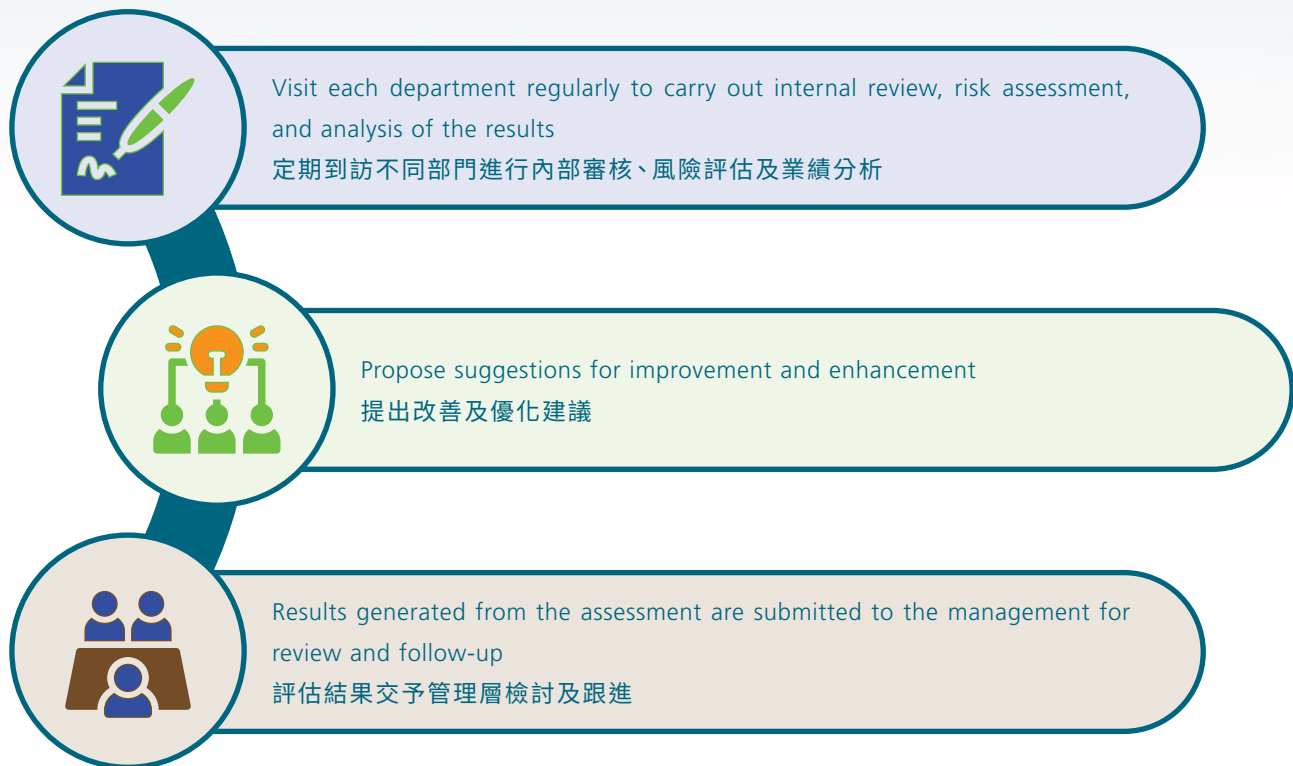 Visit each department regularly to carry out internal review, risk assessment,
and analysis of the results
定期到訪不同部門進行內部審核、風險評估及業績分析
Propose suggestions for improvement and enhancement
提出改善及優化建議
Results generated from the assessment are submitted to the management for
review and follow-up
評估結果交予管理層檢討及跟進